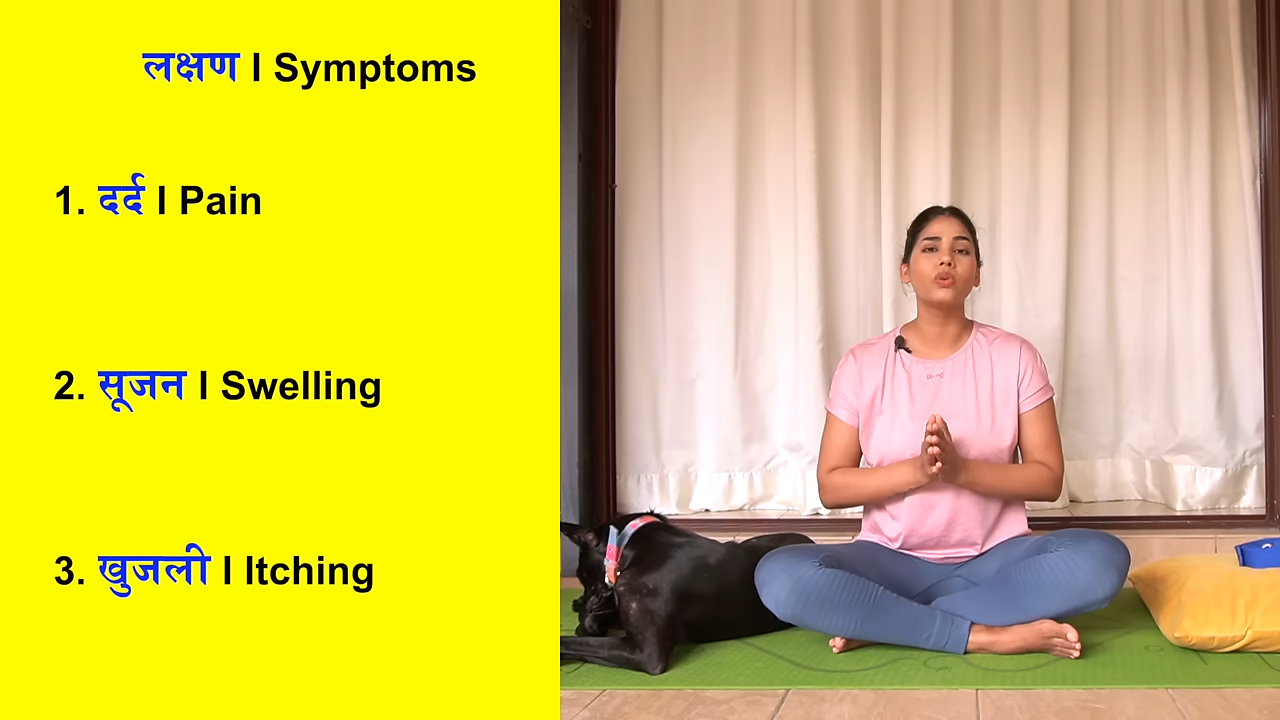 लक्षण I Symptoms
1. दर्द I Pain
2. सूजन I Swelling
3. खुजली I Itching